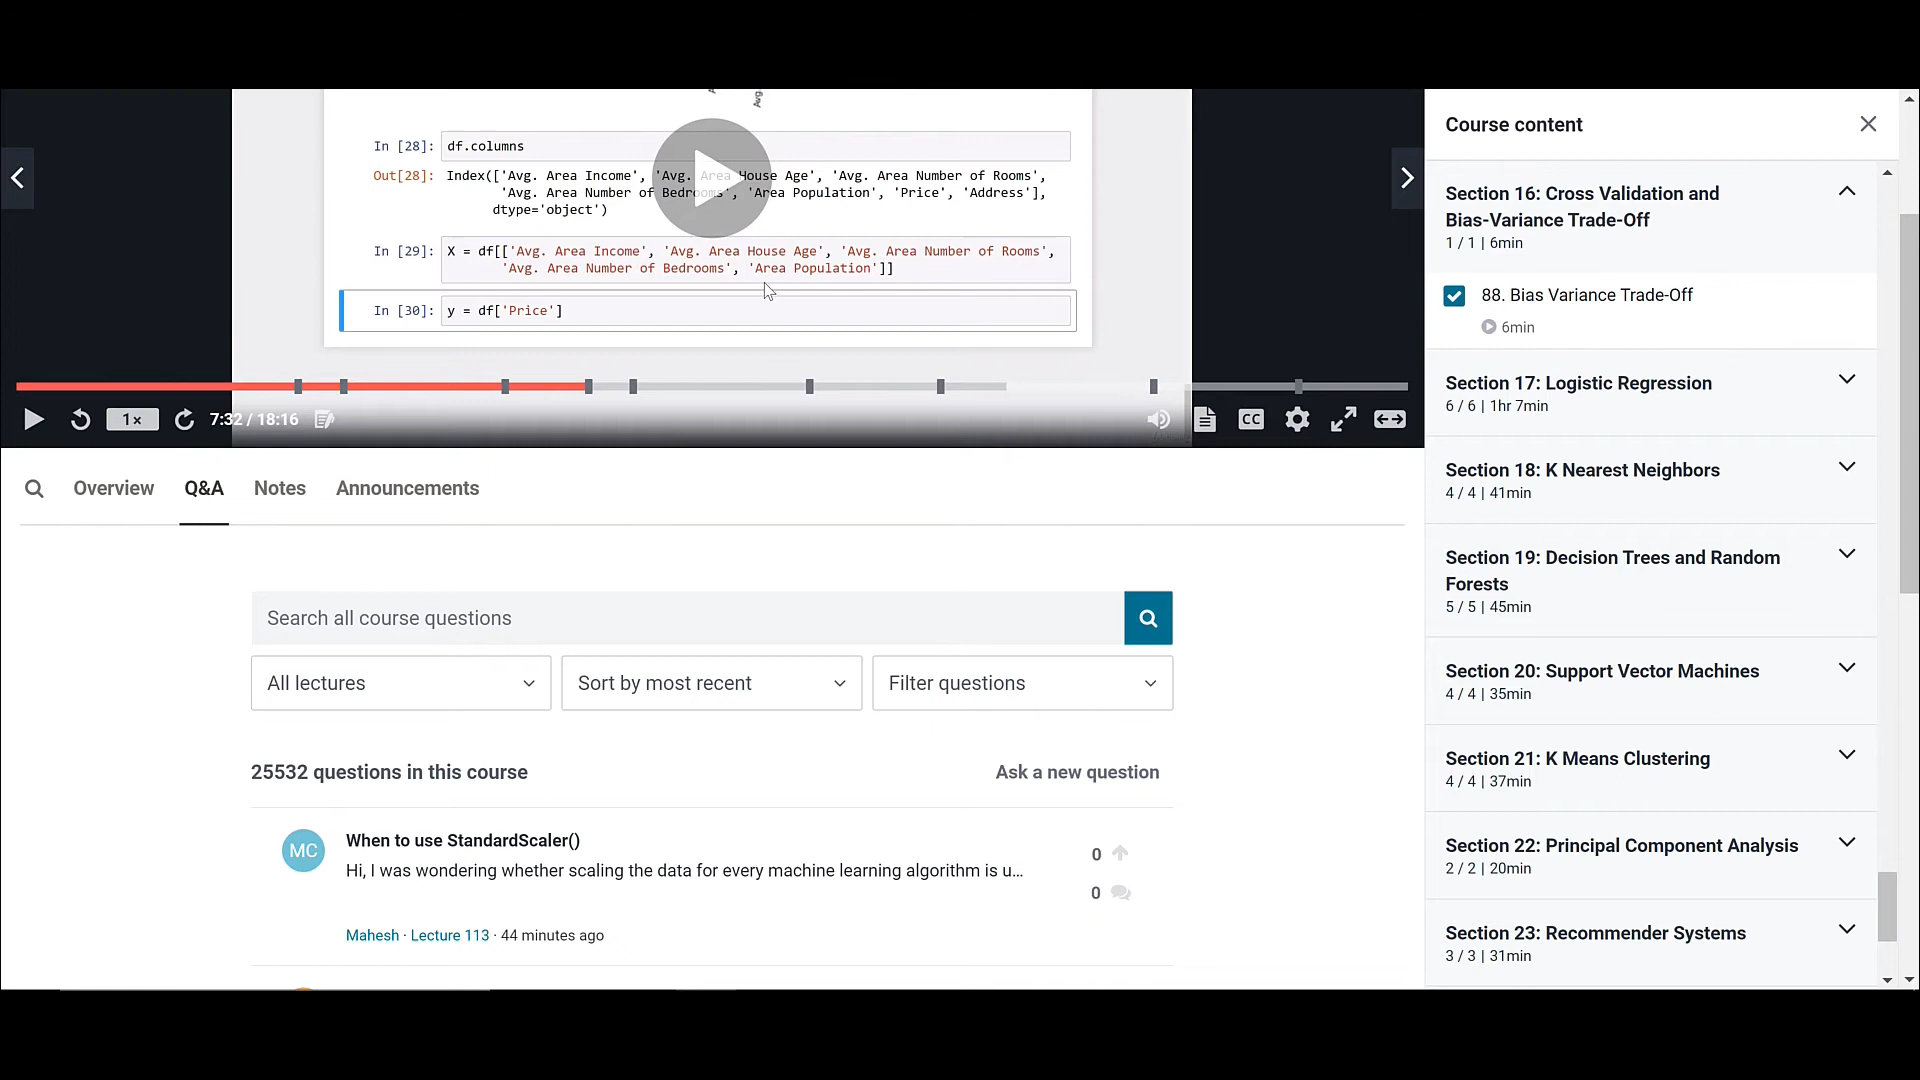 Avg.
In [28]: df.columns
Out[28]: Index(['Avg. Area Income', 'Avg. Area House Age', 'Avg. Area Number of Rooms',
'Avg. Area Number of Bedrooms', 'Area Population', 'Price', 'Address'],
dtype='object')
In [29]: X = df[['Avg. Area Income', 'Avg. Area House Age', 'Avg. Area Number of Rooms',
'Avg. Area Number of Bedrooms', 'Area Population']]
In [30]: y = df['Price']
1×
7:32 / 18:16
CC
Overview
Q&A
Notes
Announcements
Search all course questions
All lectures
Sort by most recent
Filter questions
25532 questions in this course
Ask a new question
MC
When to use StandardScaler()
Hi, I was wondering whether scaling the data for every machine learning algorithm is u...
0
0
Mahesh · Lecture 113 · 44 minutes ago
Course content
Section 16: Cross Validation and
Bias-Variance Trade-Off
1 / 1 | 6min
88. Bias Variance Trade-Off
6min
Section 17: Logistic Regression
6 / 6 | 1hr 7min
Section 18: K Nearest Neighbors
4 / 4 | 41min
Section 19: Decision Trees and Random
Forests
5 / 5 | 45min
Section 20: Support Vector Machines
4 / 4 | 35min
Section 21: K Means Clustering
4 / 4 | 37min
Section 22: Principal Component Analysis
2 / 2 | 20min
Section 23: Recommender Systems
3 / 3 | 31min